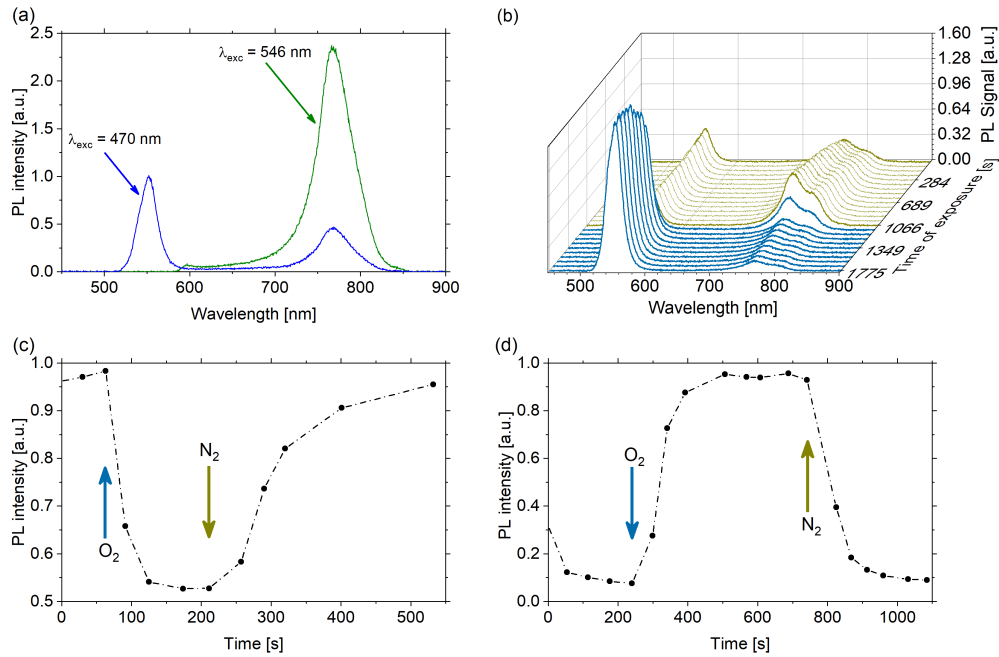 (a)
2.5
2.0
1.5
1.0
0.5
0.0
PL intensity [a.u.]
λexc = 546 nm
λexc = 470 nm
500 600 700 800 900
Wavelength [nm]
(b)
1.60
1.28
0.96
0.64
0.32
0.00
PL Signal [a.u.]
284
689
1066
1349
1775
Time of exposure [s]
500 600 700 800 900
Wavelength [nm]
(c)
1.0
0.9
0.8
0.7
0.6
0.5
PL intensity [a.u.]
N2
O2
0 100 200 300 400 500
Time [s]
(d)
1.0
0.8
0.6
0.4
0.2
0.0
PL intensity [a.u.]
O2
N2
0 200 400 600 800 1000
Time [s]